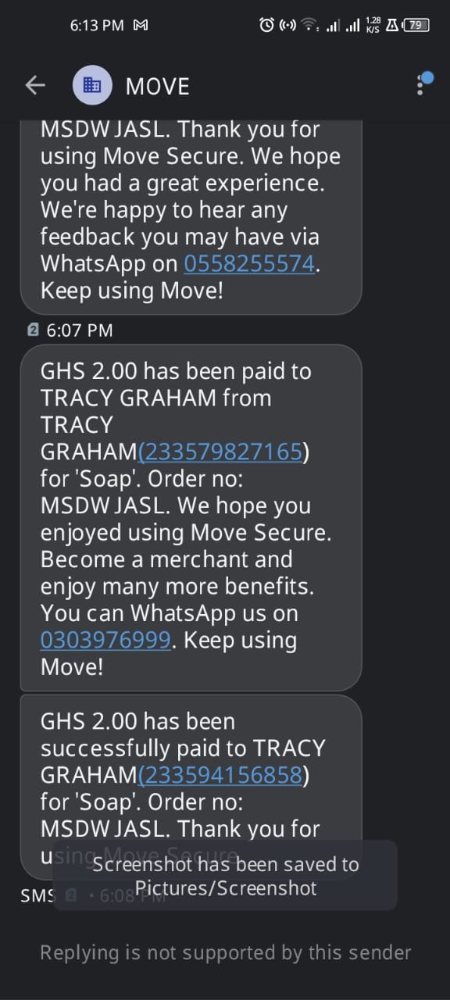 6:13 PM
1.28
K/S
79
MOVE
MSDWJASL. Thank you for
using Move Secure. We hope
you had a great experience.
We're happy to hear any
feedback you may have via
WhatsApp on 0558255574.
Keep using Move!
2 6:07 PM
GHS 2.00 has been paid to
TRACY GRAHAM from
TRACY
GRAHAM(233579827165)
for 'Soap'. Order no:
MSDWJASL. We hope you
enjoyed using Move Secure.
Become a merchant and
enjoy many more benefits.
You can WhatsApp us on
0303976999. Keep using
Move!
GHS 2.00 has been
successfully paid to TRACY
GRAHAM(233594156858)
for 'Soap'. Order no:
MSDWJASL. Thank you for
using Move Secure.
Screenshot has been saved to
Pictures/Screenshot
SMS 2 • 6:08 PM
Replying is not supported by this sender